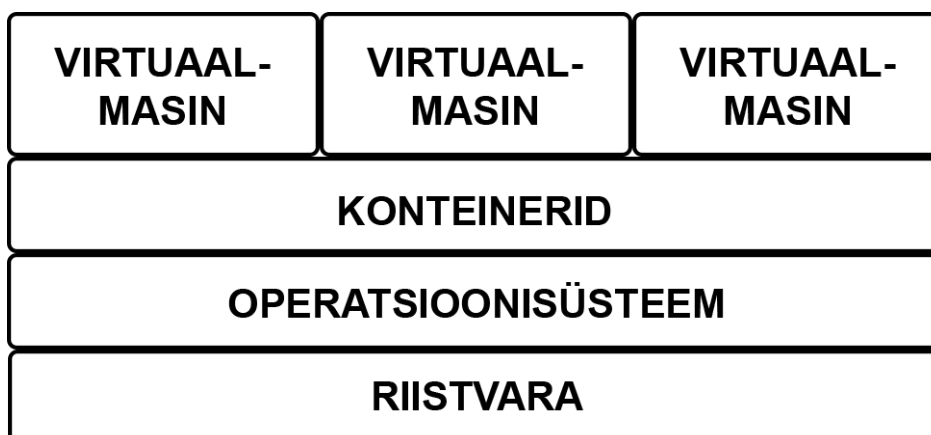 VIRTUAAL-
MASIN
VIRTUAAL-
MASIN
VIRTUAAL-
MASIN
KONTEINERID
OPERATSIOONISÜSTEEM
RIISTVARA